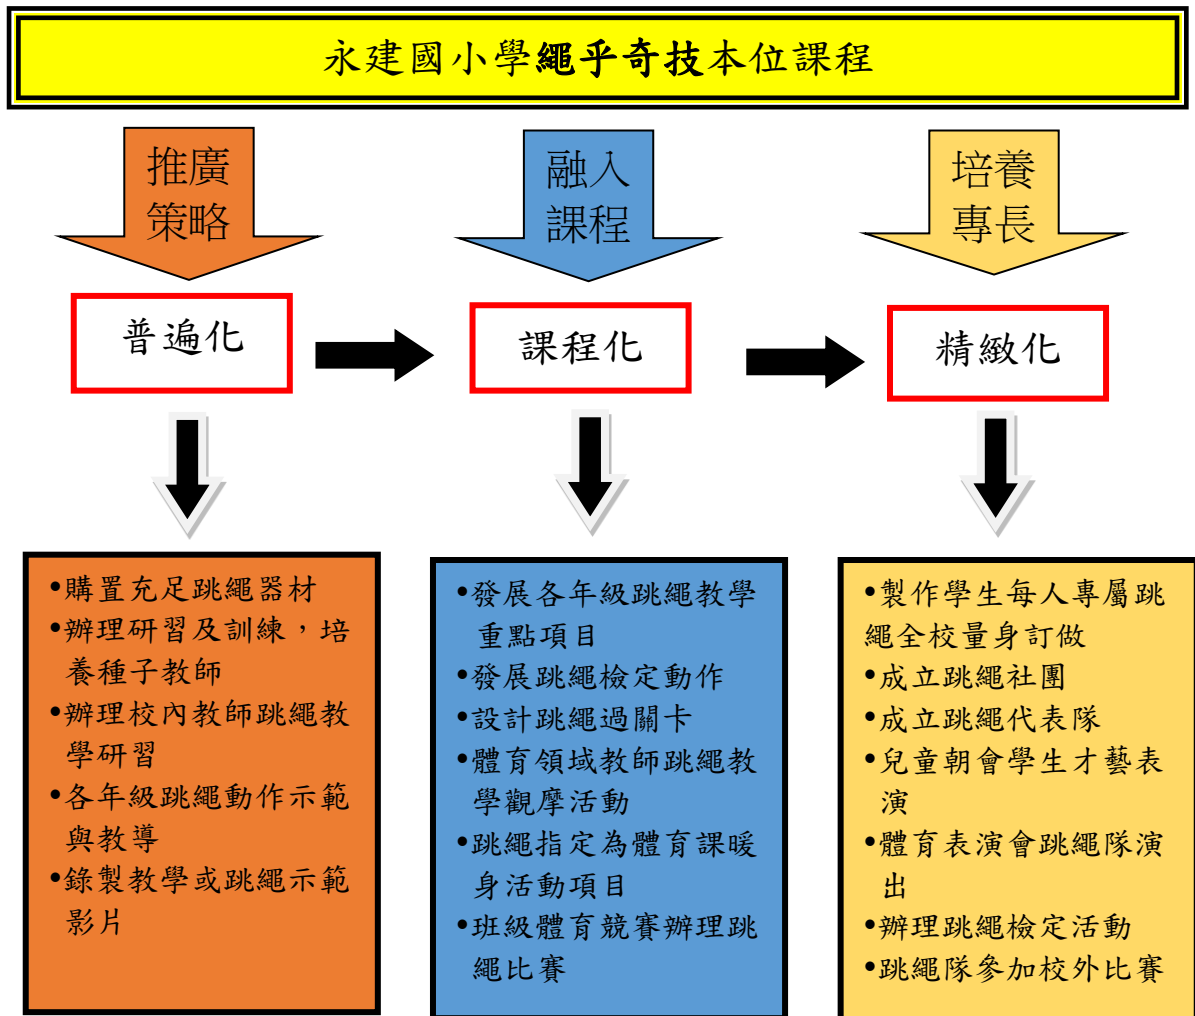 永建國小學繩乎奇技本位課程
推廣
策略
融入
課程
培養
專長
普遍化
課程化
精緻化
•購置充足跳繩器材
•辦理研習及訓練，培
養種子教師
•辦理校內教師跳繩教
學研習
•各年級跳繩動作示範
與教導
•錄製教學或跳繩示範
影片
•發展各年級跳繩教學
重點項目
•發展跳繩檢定動作
•設計跳繩過關卡
•體育領域教師跳繩教
學觀摩活動
•跳繩指定為體育課暖
身活動項目
•班級體育競賽辦理跳
繩比賽
•製作學生每人專屬跳
繩全校量身訂做
•成立跳繩社團
•成立跳繩代表隊
•兒童朝會學生才藝表
演
•體育表演會跳繩隊演
出
•辦理跳繩檢定活動
•跳繩隊參加校外比賽